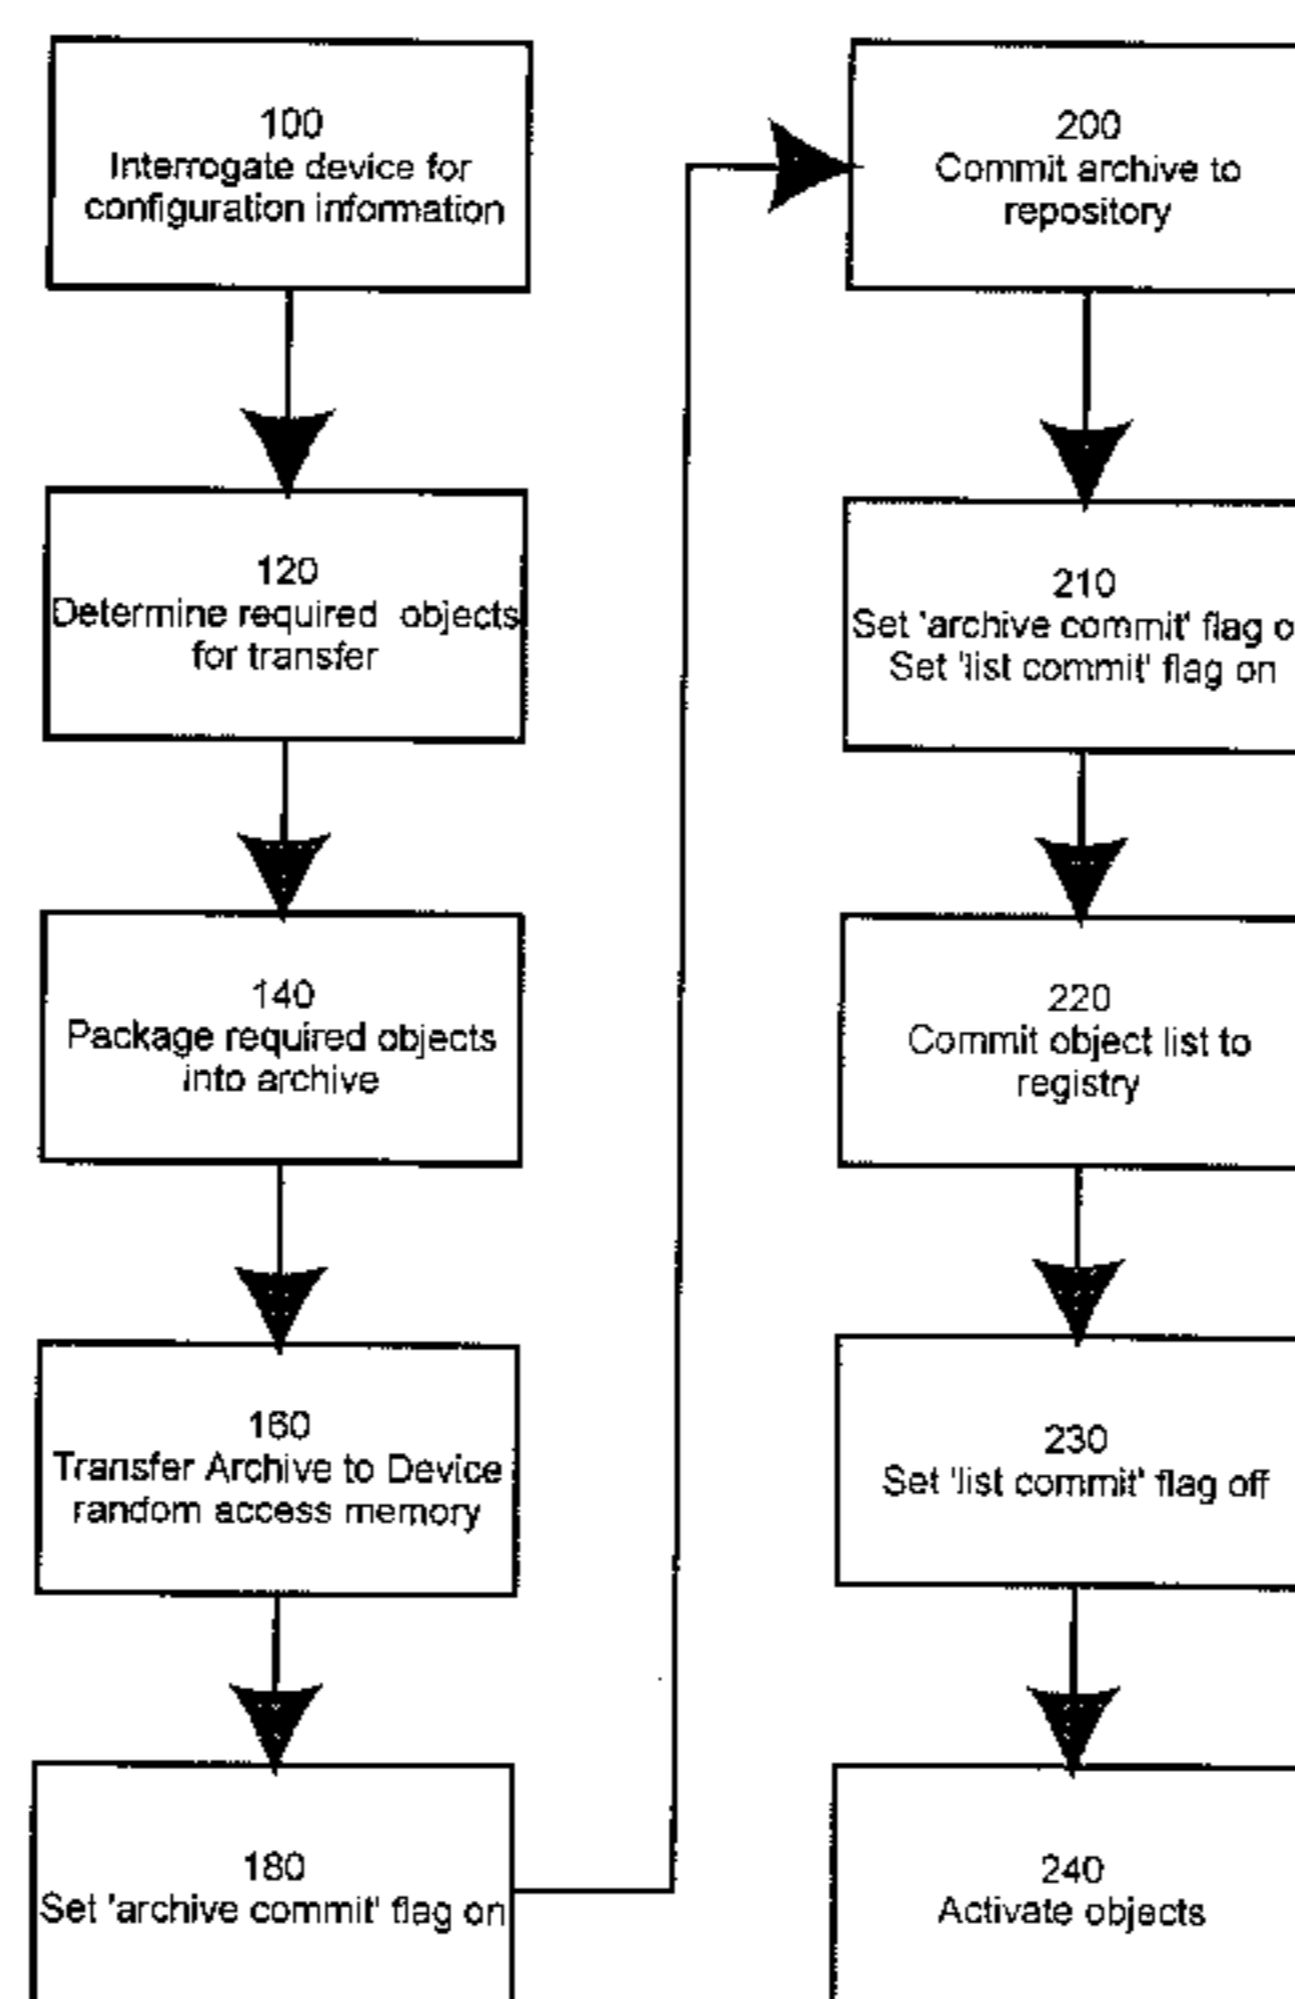 100
Interrogate device for
configuration information
120
Determine required objects
for transfer
140
Package required objects
into archive
160
Transfer Archive to Device
random access memory
180
Set 'archive commit' flag on
200
Commit archive to
repository
210
Set 'archive commit' flag
Set 'list commit' flag on
220
Commit object list to
registry
230
Set 'list commit' flag off
240
Activate objects